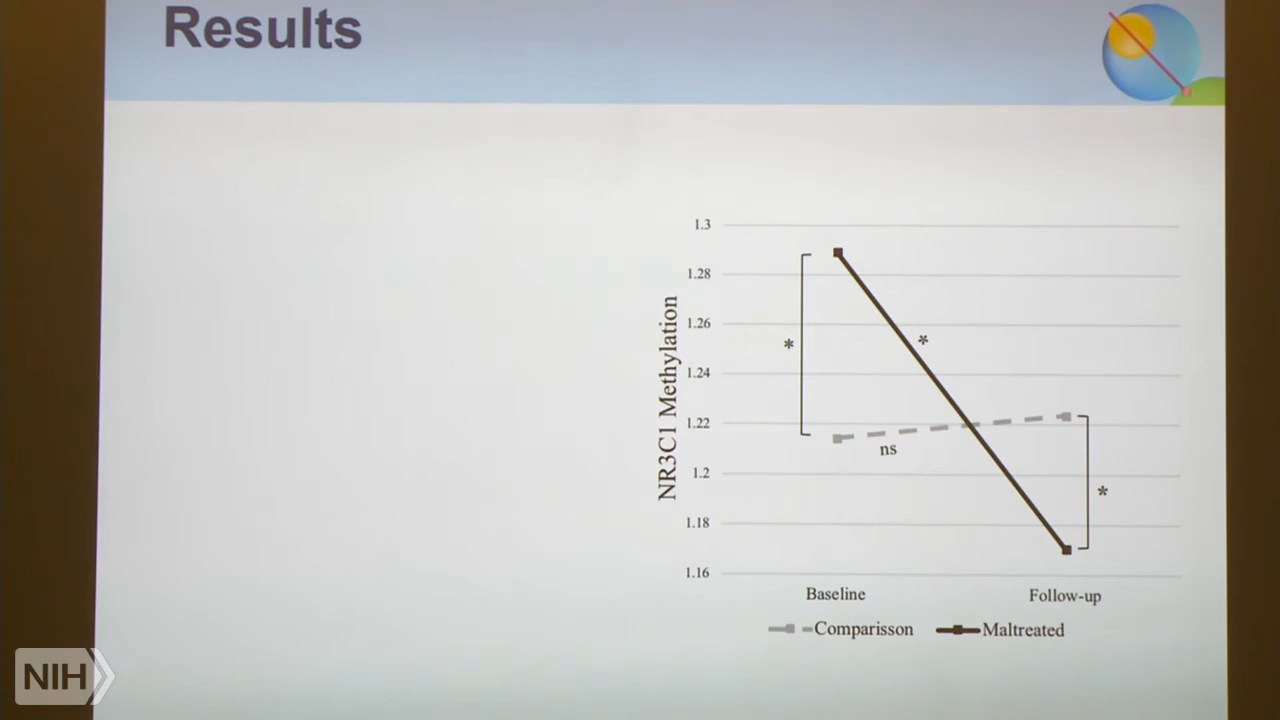 Results
1.3
1.28
1.26
1.24
1.22
1.2
1.18
1.16
NR3C1 Methylation
*
*
ns
*
Baseline
Follow-up
Comparisson
Maltreated
NIH